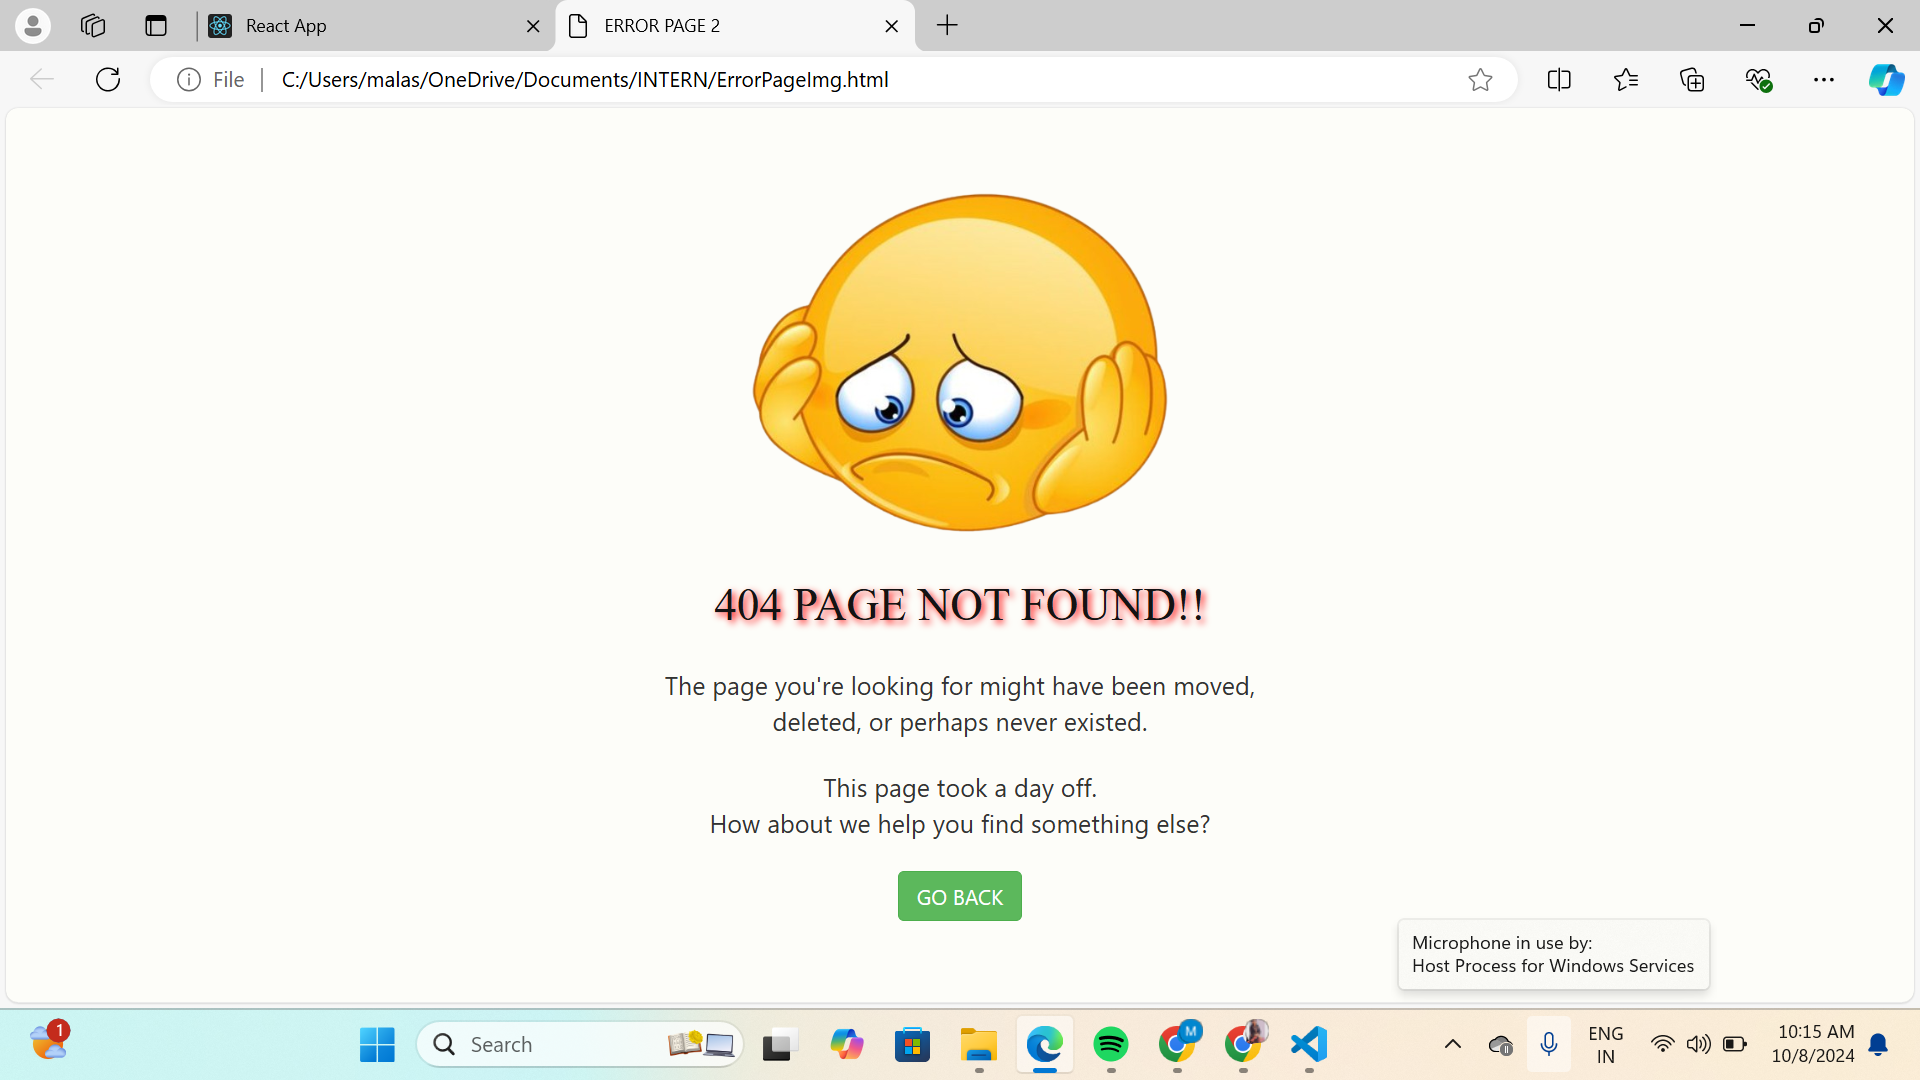 React App
ERROR PAGE 2
File
C:/Users/malas/OneDrive/Documents/INTERN/ErrorPageImg.html
404 PAGE NOT FOUND!!
The page you're looking for might have been moved,
deleted, or perhaps never existed.
This page took a day off.
How about we help you find something else?
GO BACK
Microphone in use by:
Host Process for Windows Services
1
Search
M
ENG
IN
10:15 AM
10/8/2024